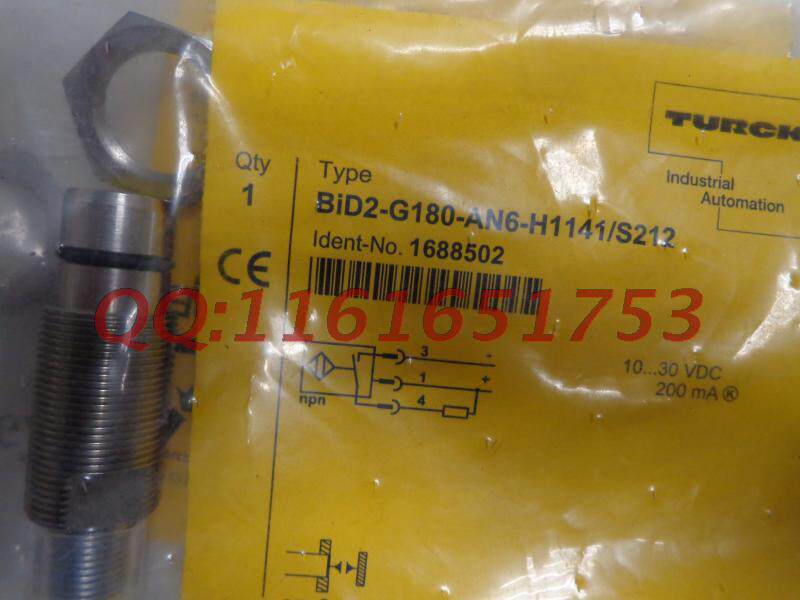 TURCK
Industrial
Automation
Qty
1
Type
BiD2-G180-AN6-H1141/S212
Ident-No. 1688502
CE
QQ:1161651753
3 -
1 +
4
npn
10...30 VDC
200 mA Ⓚ